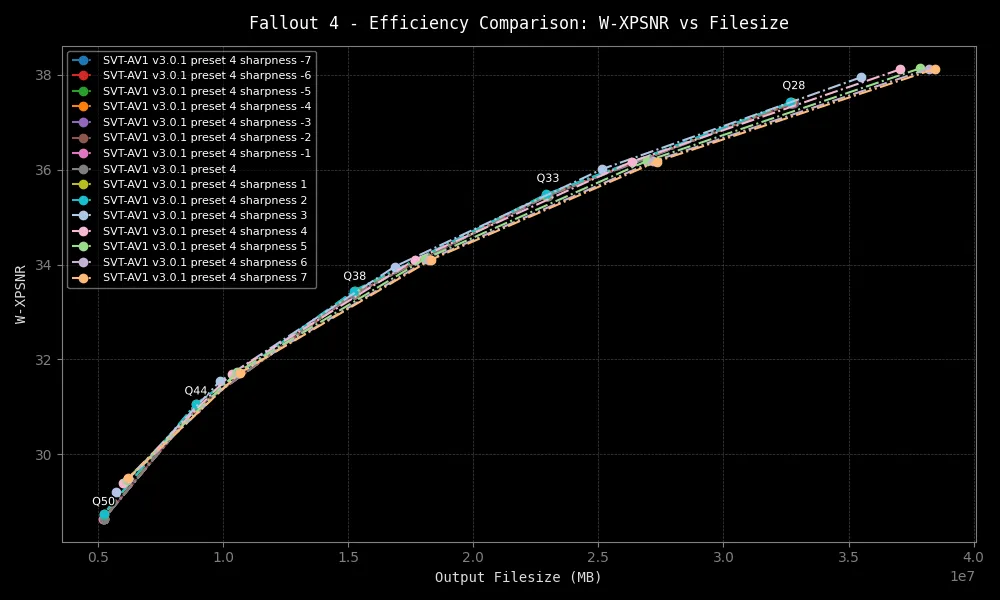 Fallout 4 - Efficiency Comparison: W-XPSNR vs Filesize
SVT-AV1 v3.0.1 preset 4 sharpness -7
SVT-AV1 v3.0.1 preset 4 sharpness -6
SVT-AV1 v3.0.1 preset 4 sharpness -5
SVT-AV1 v3.0.1 preset 4 sharpness -4
SVT-AV1 v3.0.1 preset 4 sharpness -3
SVT-AV1 v3.0.1 preset 4 sharpness -2
SVT-AV1 v3.0.1 preset 4 sharpness -1
SVT-AV1 v3.0.1 preset 4
SVT-AV1 v3.0.1 preset 4 sharpness 1
SVT-AV1 v3.0.1 preset 4 sharpness 2
SVT-AV1 v3.0.1 preset 4 sharpness 3
SVT-AV1 v3.0.1 preset 4 sharpness 4
SVT-AV1 v3.0.1 preset 4 sharpness 5
SVT-AV1 v3.0.1 preset 4 sharpness 6
SVT-AV1 v3.0.1 preset 4 sharpness 7
Q28
Q33
Q38
Q44
Q50
W-XPSNR
38
36
34
32
30
0.5 1.0 1.5 2.0 2.5 3.0 3.5 4.0
1e7
Output Filesize (MB)